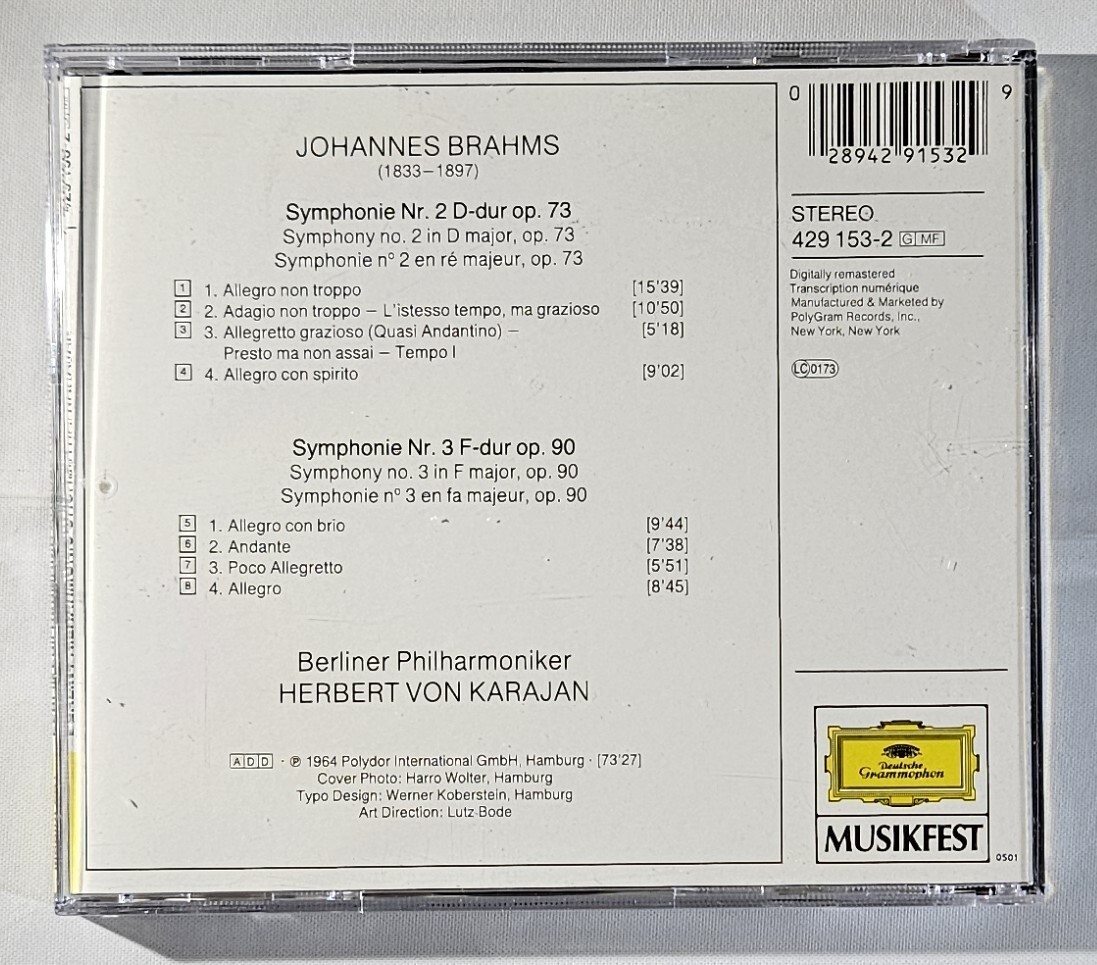 JOHANNES BRAHMS
(1833–1897)
Symphonie Nr. 2 D-dur op. 73
Symphony no. 2 in D major, op. 73
Symphonie nº 2 en ré majeur, op. 73
1 1. Allegro non troppo [15'39]
2 2. Adagio non troppo – L'istesso tempo, ma grazioso [10'50]
3 3. Allegretto grazioso (Quasi Andantino) – [5'18]
Presto ma non assai – Tempo I
4 4. Allegro con spirito [9'02]
Symphonie Nr. 3 F-dur op. 90
Symphony no. 3 in F major, op. 90
Symphonie nº 3 en fa majeur, op. 90
5 1. Allegro con brio [9'44]
6 2. Andante [7'38]
7 3. Poco Allegretto [5'51]
8 4. Allegro [8'45]
Berliner Philharmoniker
HERBERT VON KARAJAN
ADD · ℗ 1964 Polydor International GmbH, Hamburg · [73'27]
Cover Photo: Harro Wolter, Hamburg
Typo Design: Werner Koberstein, Hamburg
Art Direction: Lutz Bode
0 28942 91532 9
STEREO
429 153-2 G MF
Digitally remastered
Transcription numérique
Manufactured & Marketed by
PolyGram Records, Inc.,
New York, New York
LC 0173
Deutsche
Grammophon
MUSIKFEST
0501